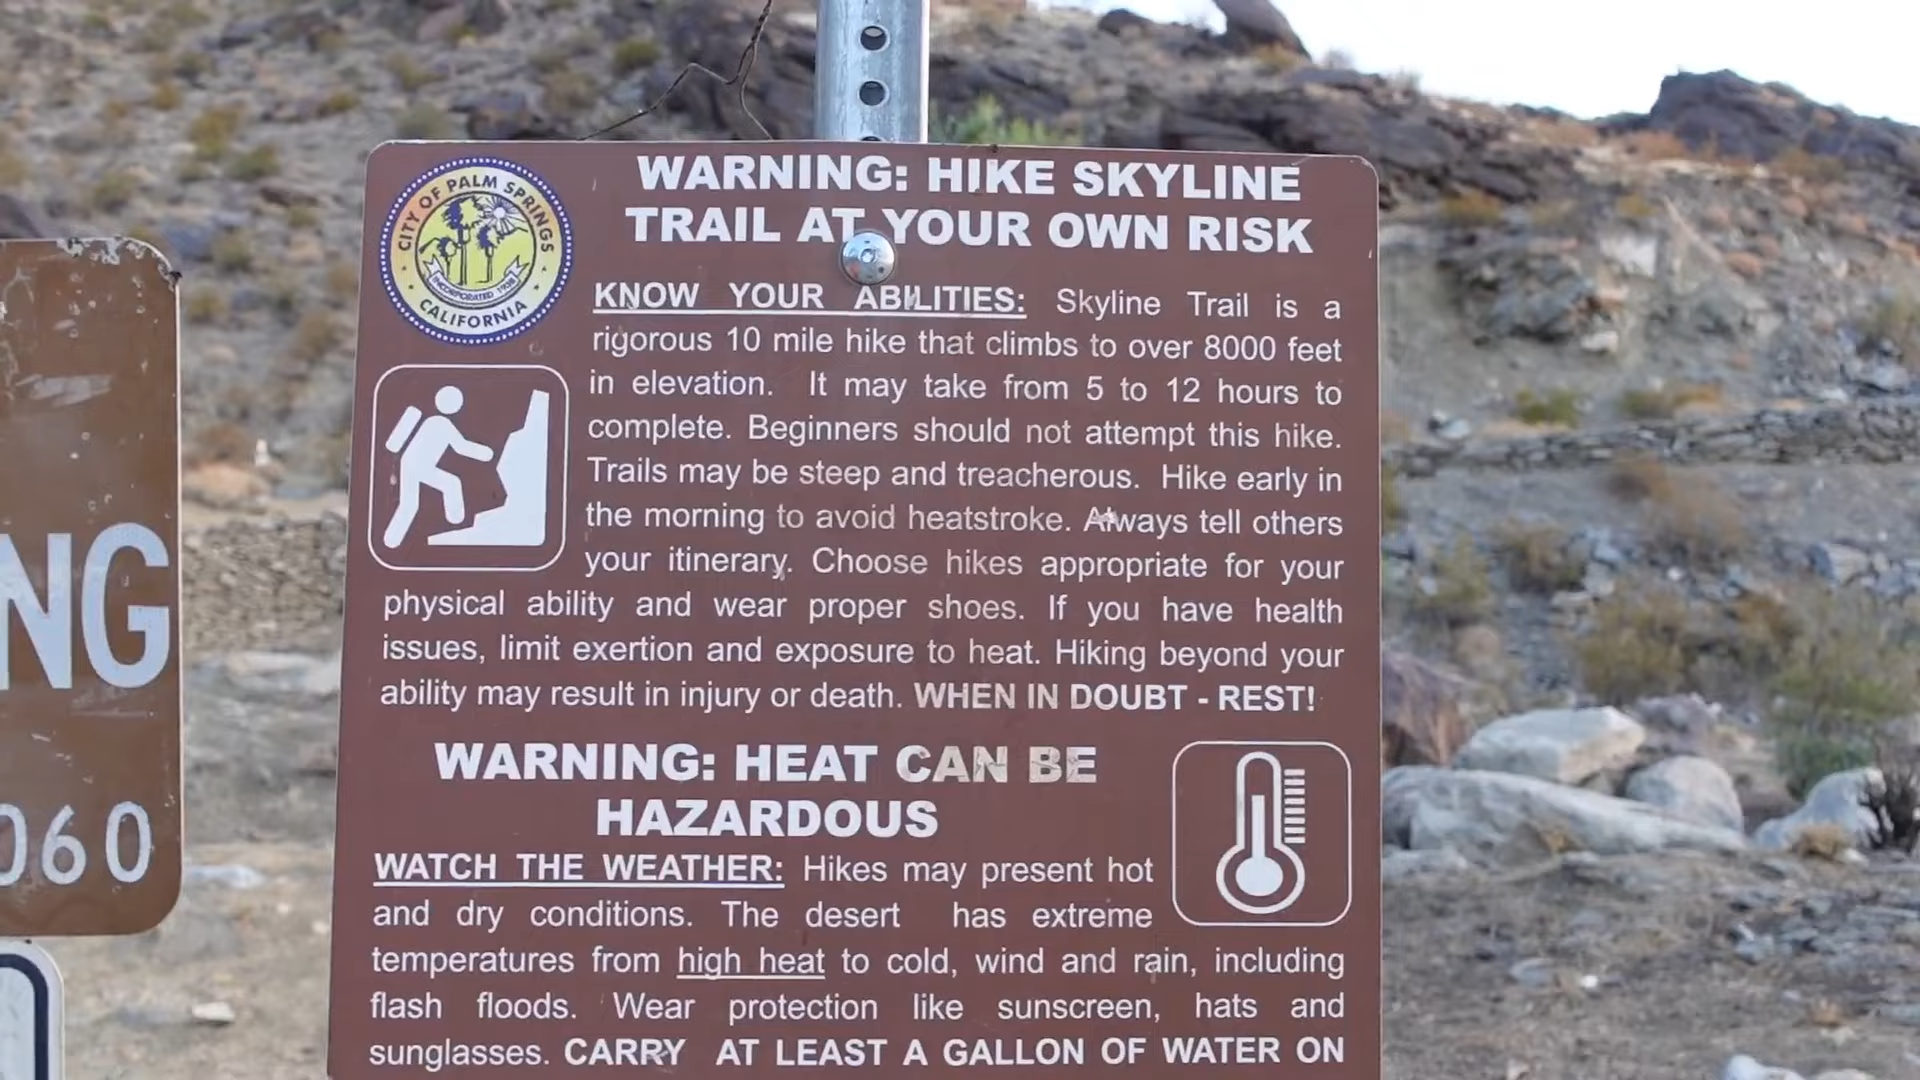 WARNING: HIKE SKYLINE
TRAIL AT YOUR OWN RISK
CITY OF PALM SPRINGS
INCORPORATED 1938
CALIFORNIA
KNOW YOUR ABILITIES: Skyline Trail is a
rigorous 10 mile hike that climbs to over 8000 feet
in elevation. It may take from 5 to 12 hours to
complete. Beginners should not attempt this hike.
Trails may be steep and treacherous. Hike early in
the morning to avoid heatstroke. Always tell others
your itinerary. Choose hikes appropriate for your
physical ability and wear proper shoes. If you have health
issues, limit exertion and exposure to heat. Hiking beyond your
ability may result in injury or death. WHEN IN DOUBT - REST!
WARNING: HEAT CAN BE
HAZARDOUS
WATCH THE WEATHER: Hikes may present hot
and dry conditions. The desert has extreme
temperatures from high heat to cold, wind and rain, including
flash floods. Wear protection like sunscreen, hats and
sunglasses. CARRY AT LEAST A GALLON OF WATER ON
NG
060